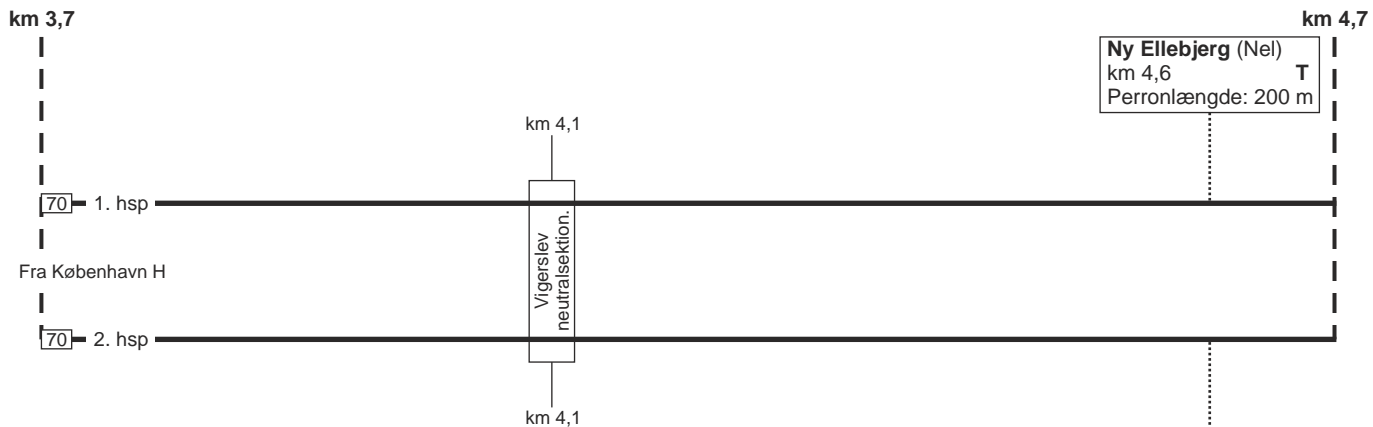 km 3,7
km 4,7
Ny Ellebjerg (Nel)
km 4,6 T
Perronlængde: 200 m
km 4,1
70 1. hsp
Vigerslev
neutralsektion.
Fra København H
70 2. hsp
km 4,1